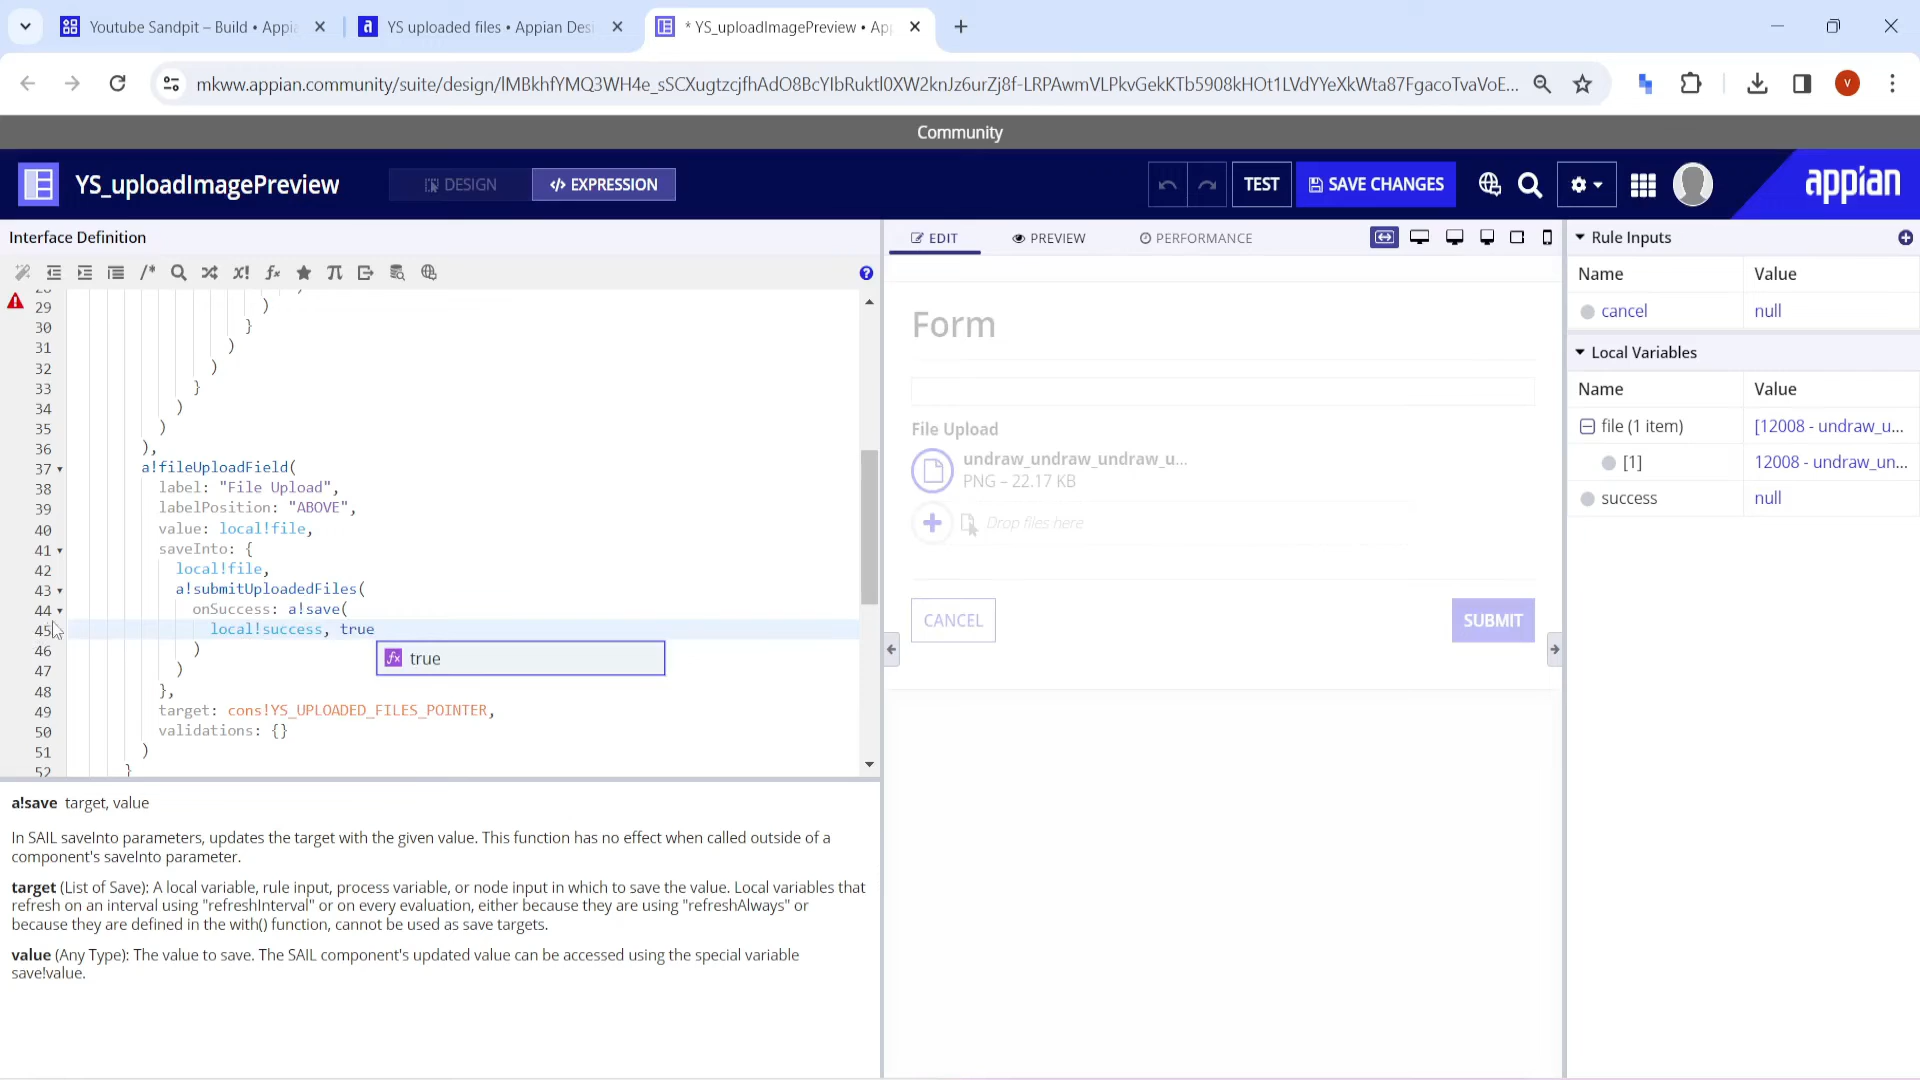 Youtube Sandpit – Build • Appia
YS uploaded files • Appian Desi
* YS_uploadImagePreview • App
mkww.appian.community/suite/design/lMBkhfYMQ3WH4e_sSCXugtzcjfhAdO8BcYIbRuktl0XW2knJz6urZj8f-LRPAwmVLPkvGekKTb5908kHOt1LVdYYeXkWta87FgacoTvaVoE...
V
Community
YS_uploadImagePreview
DESIGN
</> EXPRESSION
TEST
SAVE CHANGES
appian
Interface Definition
EDIT
PREVIEW
PERFORMANCE
29 )
30 }
31 )
32 )
33 }
34 )
35 )
36 ),
37 a!fileUploadField(
38 label: "File Upload",
39 labelPosition: "ABOVE",
40 value: local!file,
41 saveInto: {
42 local!file,
43 a!submitUploadedFiles(
44 onSuccess: a!save(
45 local!success, true
46 )
47 )
48 },
49 target: cons!YS_UPLOADED_FILES_POINTER,
50 validations: {}
51 )
52 }
true
a!save target, value
In SAIL saveInto parameters, updates the target with the given value. This function has no effect when called outside of a
component's saveInto parameter.
target (List of Save): A local variable, rule input, process variable, or node input in which to save the value. Local variables that
refresh on an interval using "refreshInterval" or on every evaluation, either because they are using "refreshAlways" or
because they are defined in the with() function, cannot be used as save targets.
value (Any Type): The value to save. The SAIL component's updated value can be accessed using the special variable
save!value.
Form
File Upload
undraw_undraw_undraw_u...
PNG – 22.17 KB
Drop files here
CANCEL
SUBMIT
Rule Inputs
Name Value
cancel null
Local Variables
Name Value
file (1 item) [12008 - undraw_u...
[1] 12008 - undraw_un...
success null